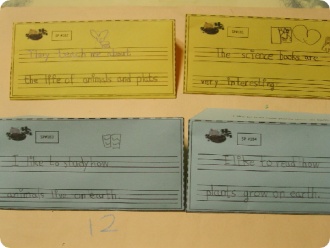 They teach me about
the life of animals and plants
The science books are
very interesting.
I like to study how
animals live on earth.
I like to read how
plants grow on earth.
12